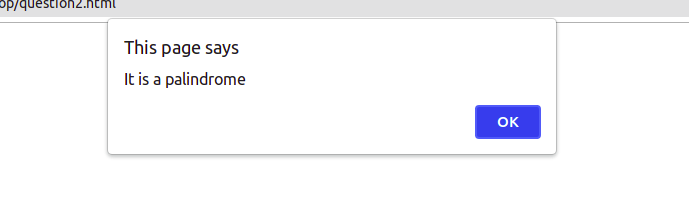 op/question2.html
This page says
It is a palindrome
OK